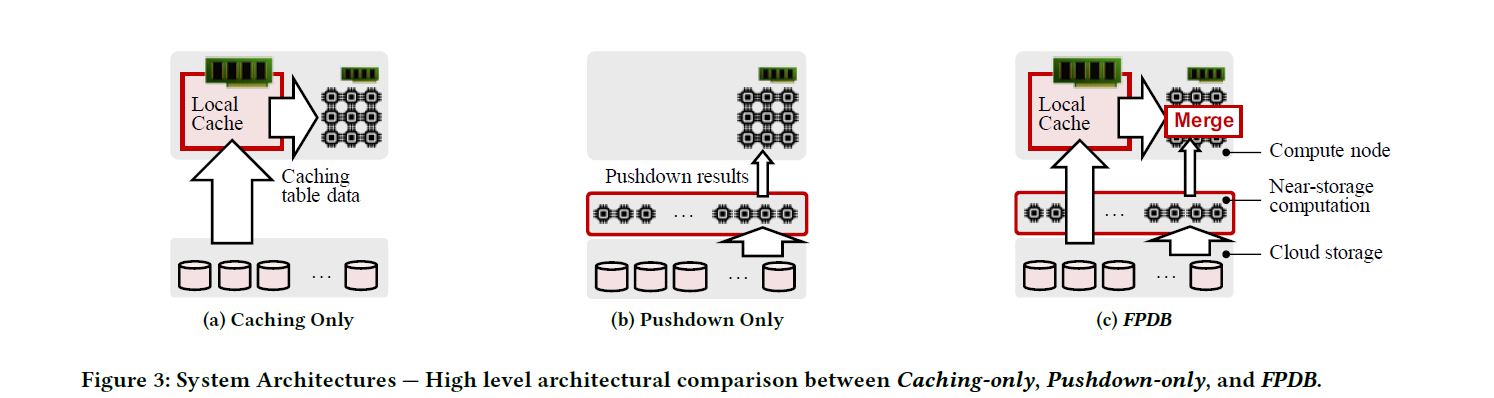 Local
Cache
Caching
table data
(a) Caching Only
Pushdown results
. . .
. . .
(b) Pushdown Only
Local
Cache
Merge
Compute node
Near-storage
computation
Cloud storage
. . .
. . .
(c) FPDB
Figure 3: System Architectures — High level architectural comparison between Caching-only, Pushdown-only, and FPDB.